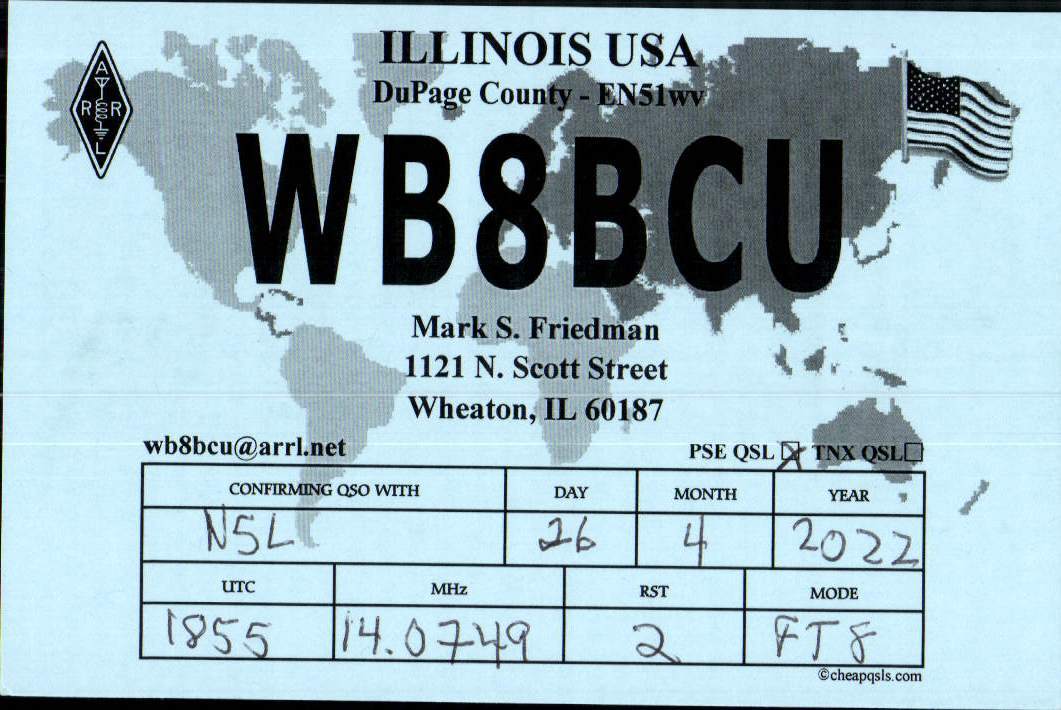 ILLINOIS USA
DuPage County - EN51wv
A
R R
L
WB8BCU
Mark S. Friedman
1121 N. Scott Street
Wheaton, IL 60187
wb8bcu@arrl.net PSE QSL ☒ TNX QSL ☐
CONFIRMING QSO WITH DAY MONTH YEAR
N5L 26 4 2022
UTC MHz RST MODE
1855 14.0749 2 FT8
©cheapqsls.com